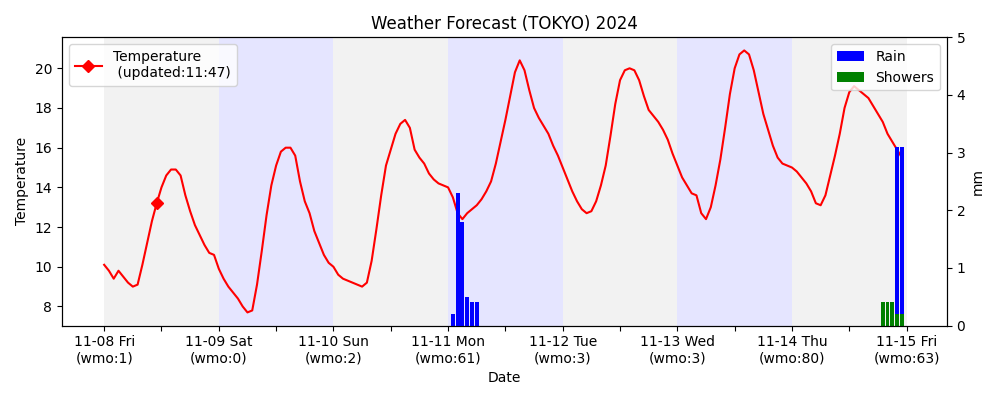 Weather Forecast (TOKYO) 2024
Temperature
(updated:11:47)
Rain
Showers
Temperature
20
18
16
14
12
10
8
5
4
3
2
1
0
mm
11-08 Fri
(wmo:1)
11-09 Sat
(wmo:0)
11-10 Sun
(wmo:2)
11-11 Mon
(wmo:61)
11-12 Tue
(wmo:3)
11-13 Wed
(wmo:3)
11-14 Thu
(wmo:80)
11-15 Fri
(wmo:63)
Date